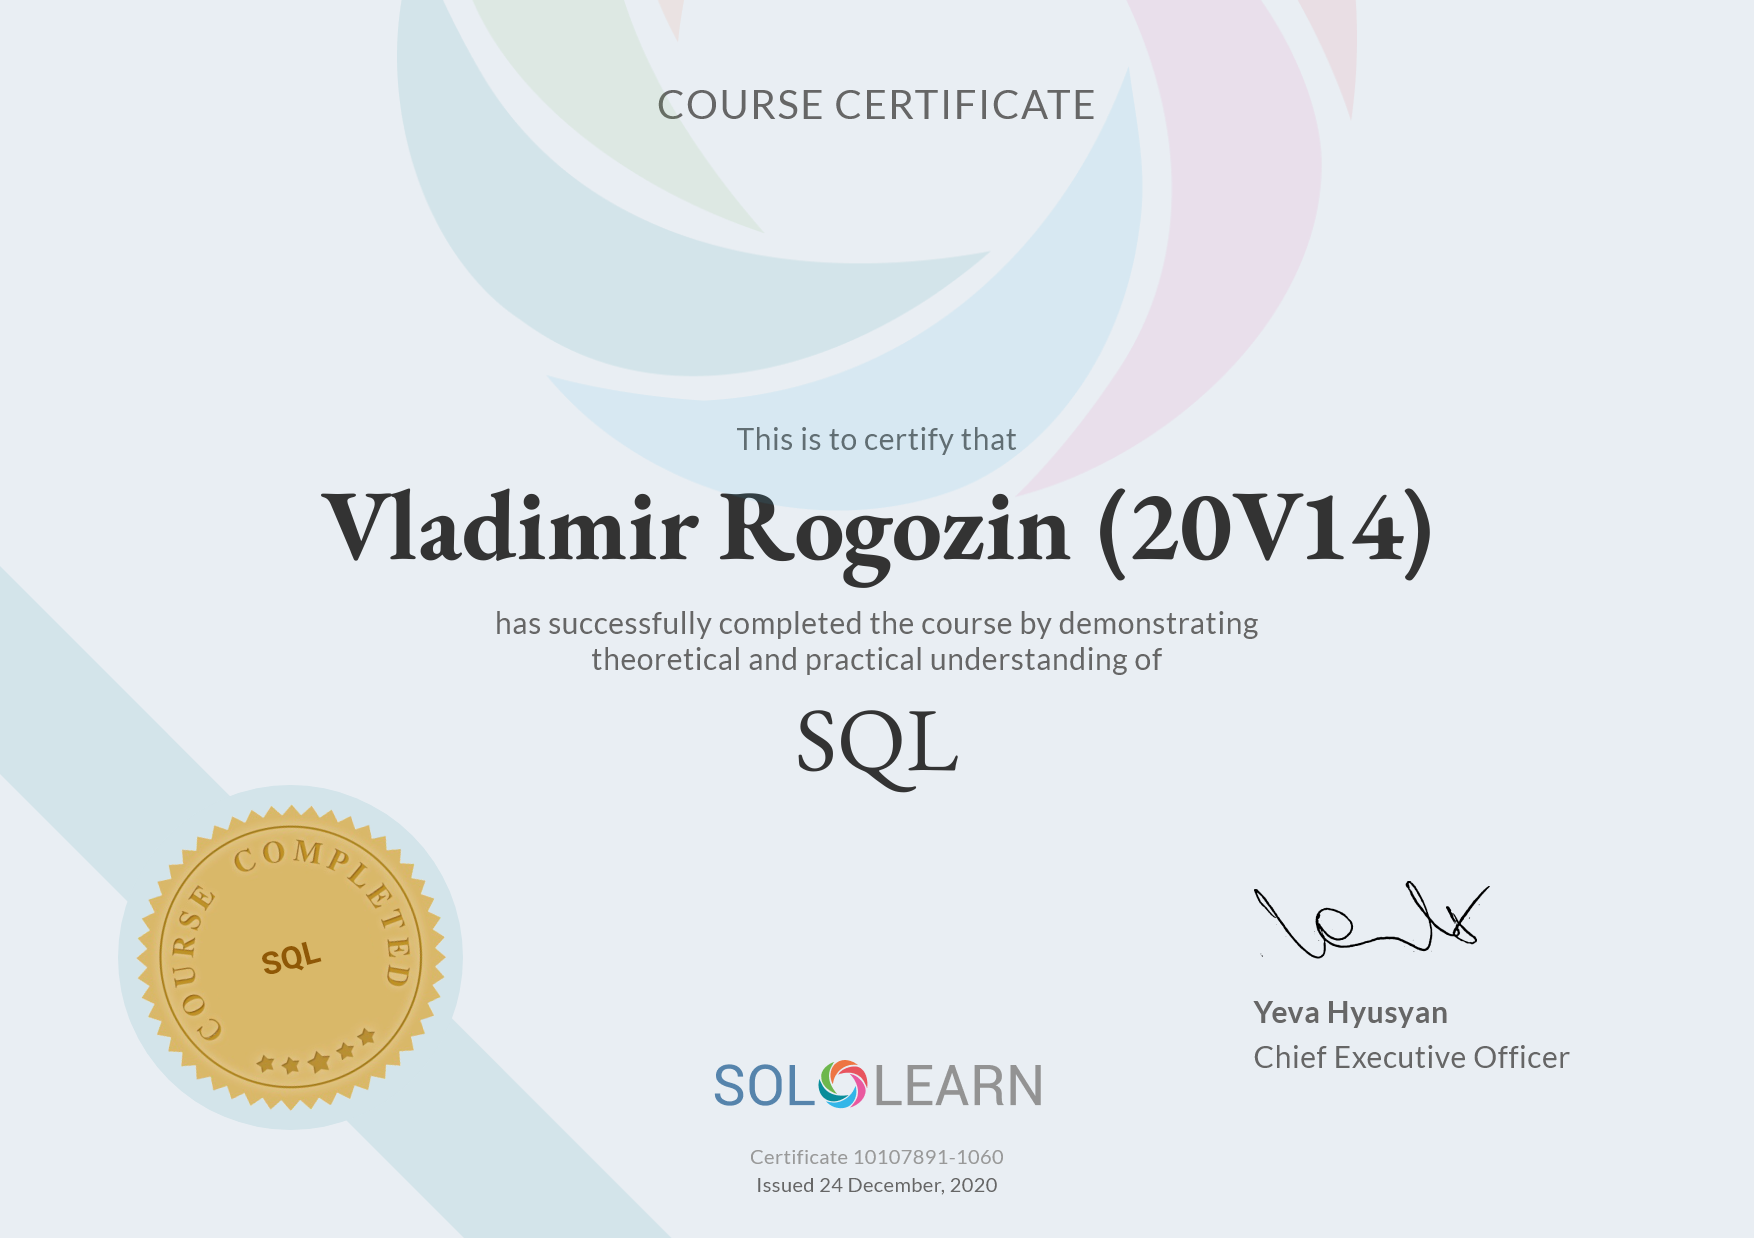 COURSE CERTIFICATE
This is to certify that
Vladimir Rogozin (20V14)
has successfully completed the course by demonstrating
theoretical and practical understanding of
SQL
COURSE COMPLETED
SQL
Yeva Hyusyan
Chief Executive Officer
SOLOLEARN
Certificate 10107891-1060
Issued 24 December, 2020